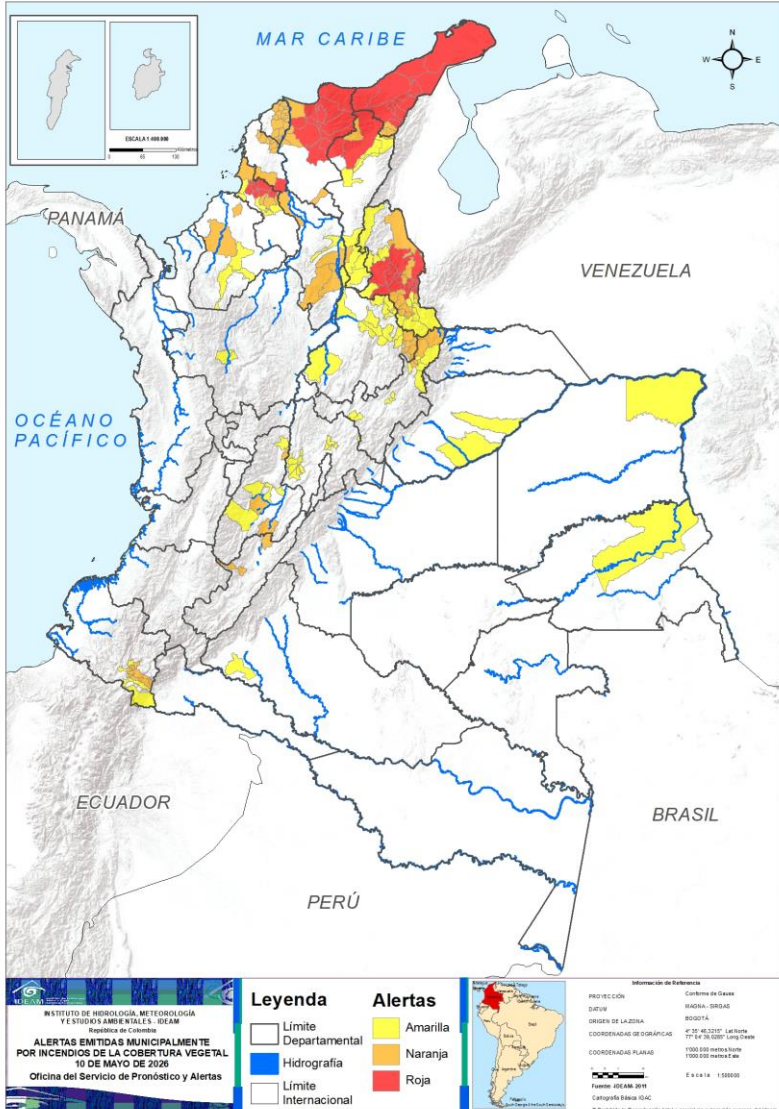 MAR CARIBE
N
W
E
S
ESCALA 1:400.000
PANAMÁ
VENEZUELA
OCÉANO
PACÍFICO
ECUADOR
PERÚ
BRASIL
IDEAM
INSTITUTO DE HIDROLOGÍA, METEOROLOGÍA
Y ESTUDIOS AMBIENTALES - IDEAM
República de Colombia
ALERTAS EMITIDAS MUNICIPALMENTE
POR INCENDIOS DE LA COBERTURA VEGETAL
10 DE MAYO DE 2026
Oficina del Servicio de Pronóstico y Alertas
Leyenda
Límite
Departamental
Hidrografía
Límite
Internacional
Alertas
Amarilla
Naranja
Roja
Información de Referencia
PROYECCIÓN Conforme de Gauss
DATUM MAGNA - SIRGAS
ORIGEN DE LA ZONA BOGOTÁ
COORDENADAS GEOGRÁFICAS
COORDENADAS PLANAS 1'000.000 metros Norte
1'000.000 metros Este
Escala
Fuente: IDEAM 2011
Cartografía Básica IGAC